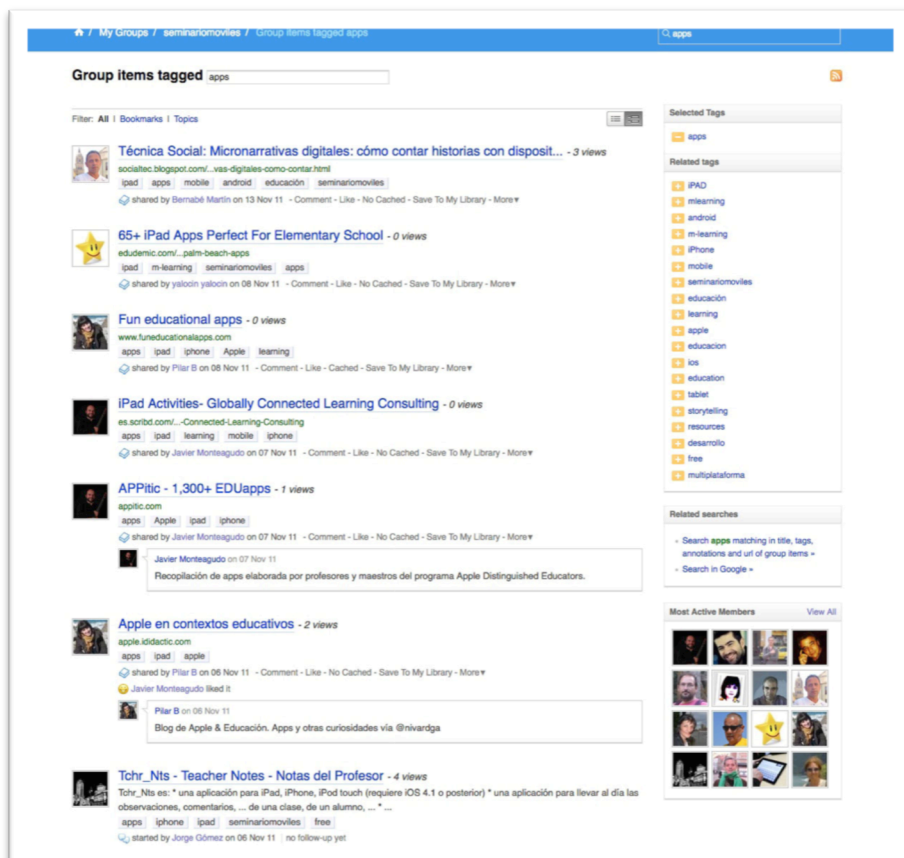 / My Groups / seminariomoviles / Group items tagged apps
apps
Group items tagged apps
Filter: All | Bookmarks | Topics
Técnica Social: Micronarrativas digitales: cómo contar historias con disposit... - 3 views
socialtec.blogspot.com/...vas-digitales-como-contar.html
ipad apps mobile android educación seminariomoviles
shared by Bernabé Martín on 13 Nov 11 - Comment - Like - No Cached - Save To My Library - More▾
65+ iPad Apps Perfect For Elementary School - 0 views
edudemic.com/...palm-beach-apps
ipad m-learning seminariomoviles apps
shared by yalocin yalocin on 08 Nov 11 - Comment - Like - No Cached - Save To My Library - More▾
Fun educational apps - 0 views
www.funeducationalapps.com
apps ipad iphone Apple learning
shared by Pilar B on 08 Nov 11 - Comment - Like - Cached - Save To My Library - More▾
iPad Activities- Globally Connected Learning Consulting - 0 views
es.scribd.com/...-Connected-Learning-Consulting
apps ipad learning mobile iphone
shared by Javier Monteagudo on 07 Nov 11 - Comment - Like - No Cached - Save To My Library - More▾
APPitic - 1,300+ EDUapps - 1 views
appitic.com
apps Apple ipad iphone
shared by Javier Monteagudo on 07 Nov 11 - Comment - Like - No Cached - Save To My Library - More▾
Javier Monteagudo on 07 Nov 11
Recopilación de apps elaborada por profesores y maestros del programa Apple Distinguished Educators.
Apple en contextos educativos - 2 views
apple.ididactic.com
apps ipad apple
shared by Pilar B on 06 Nov 11 - Comment - Like - No Cached - Save To My Library - More▾
Javier Monteagudo liked it
Pilar B on 06 Nov 11
Blog de Apple & Educación. Apps y otras curiosidades vía @nivardga
Tchr_Nts - Teacher Notes - Notas del Profesor - 4 views
Tchr_Nts es: * una aplicación para iPad, iPhone, iPod touch (requiere iOS 4.1 o posterior) * una aplicación para llevar al día las
observaciones, comentarios, ... de una clase, de un alumno, ... * ...
apps iphone ipad seminariomoviles free
started by Jorge Gómez on 06 Nov 11 | no follow-up yet
Selected Tags
apps
Related tags
iPAD
mlearning
android
m-learning
iPhone
mobile
seminariomoviles
educación
learning
apple
educacion
ios
education
tablet
storytelling
resources
desarrollo
free
multiplataforma
Related searches
Search apps matching in title, tags,
annotations and url of group items »
Search in Google »
Most Active Members View All